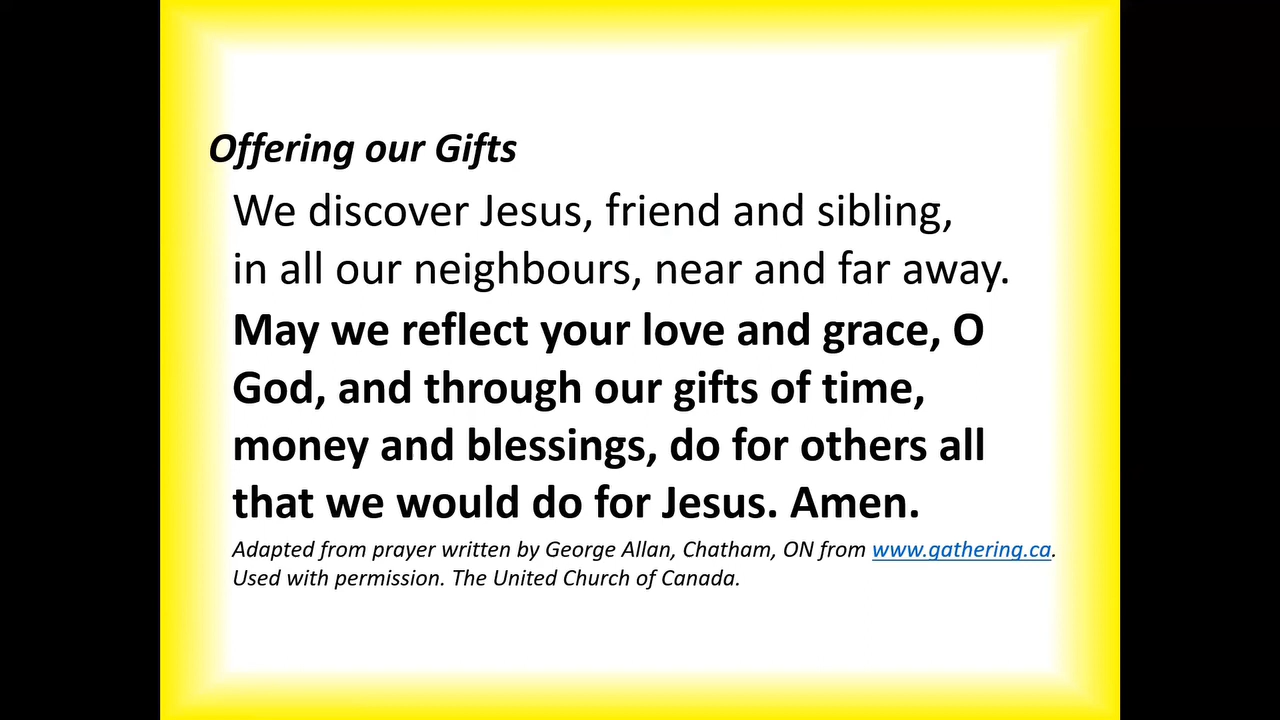 Offering our Gifts
We discover Jesus, friend and sibling,
in all our neighbours, near and far away.
May we reflect your love and grace, O
God, and through our gifts of time,
money and blessings, do for others all
that we would do for Jesus. Amen.
Adapted from prayer written by George Allan, Chatham, ON from www.gathering.ca.
Used with permission. The United Church of Canada.